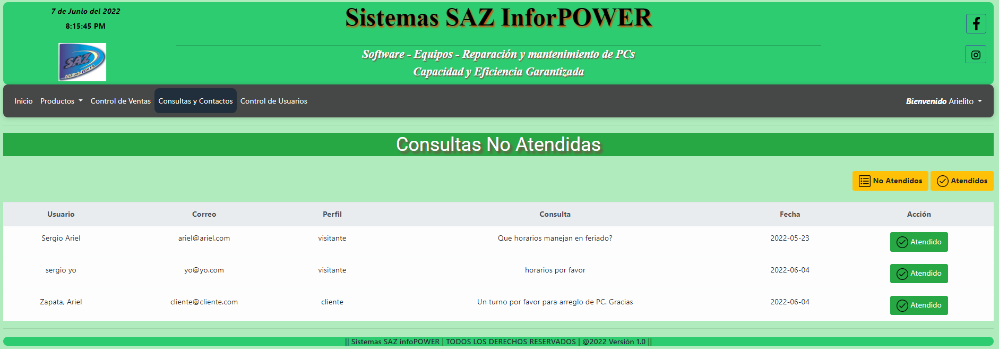 7 de Junio del 2022
8:15:45 PM
SAZ
SAZ InforPOWER
Sistemas SAZ InforPOWER
Software - Equipos - Reparación y mantenimiento de PCs
Capacidad y Eficiencia Garantizada
Inicio Productos Control de Ventas Consultas y Contactos Control de Usuarios Bienvenido Arielito
Consultas No Atendidas
No Atendidos Atendidos
Usuario Correo Perfil Consulta Fecha Acción
Sergio Ariel ariel@ariel.com visitante Que horarios manejan en feriado? 2022-05-23 Atendido
sergio yo yo@yo.com visitante horarios por favor 2022-06-04 Atendido
Zapata, Ariel cliente@cliente.com cliente Un turno por favor para arreglo de PC. Gracias 2022-06-04 Atendido
|| Sistemas SAZ infoPOWER | TODOS LOS DERECHOS RESERVADOS | @2022 Versión 1.0 ||